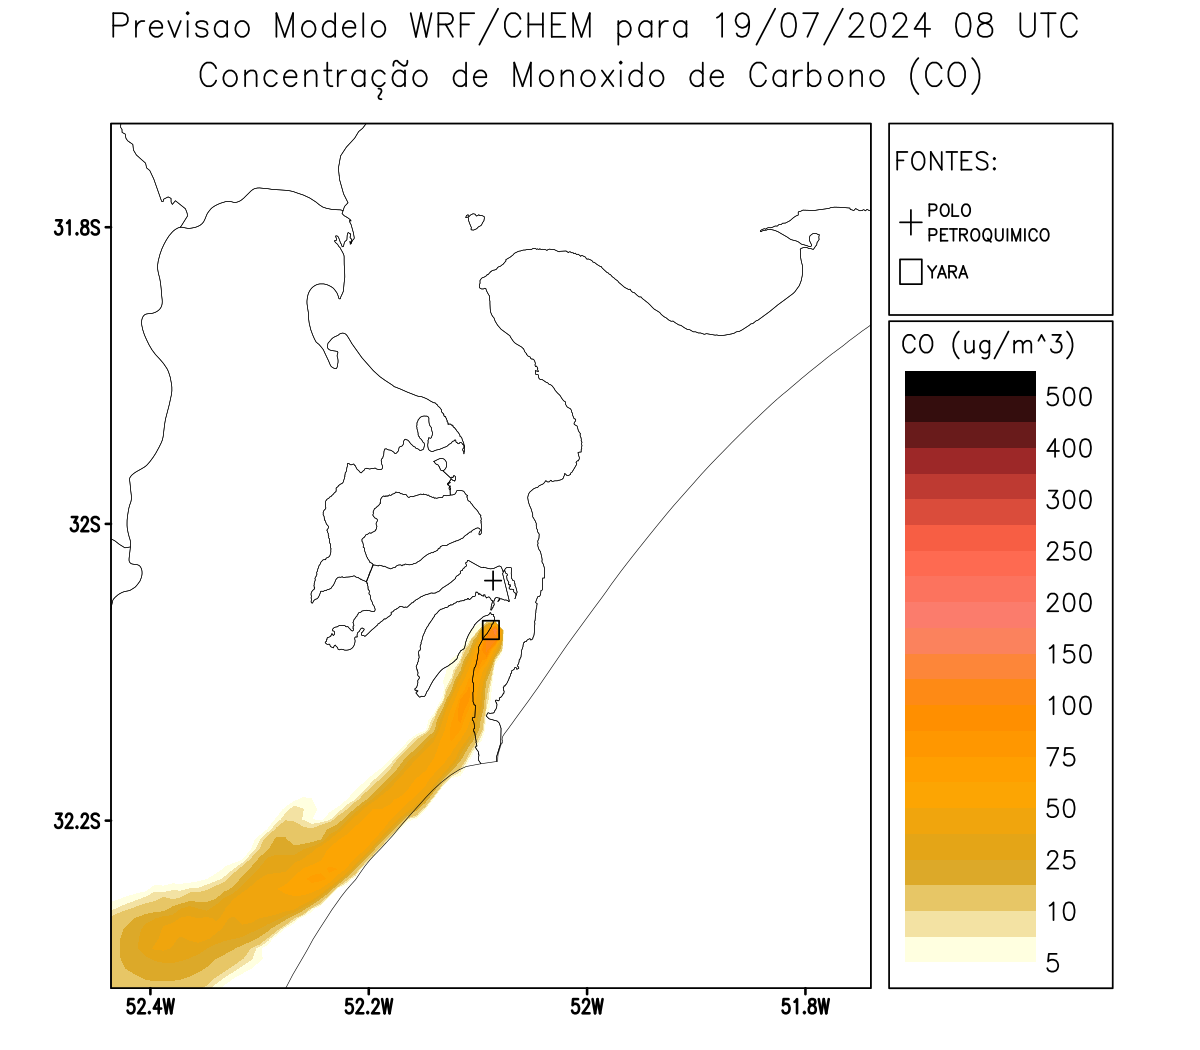 Previsao Modelo WRF/CHEM para 19/07/2024 08 UTC
Concentração de Monoxido de Carbono (CO)
FONTES:
POLO
PETROQUIMICO
YARA
CO (ug/m^3)
500
400
300
250
200
150
100
75
50
25
10
5
31.8S
32S
32.2S
52.4W
52.2W
52W
51.8W